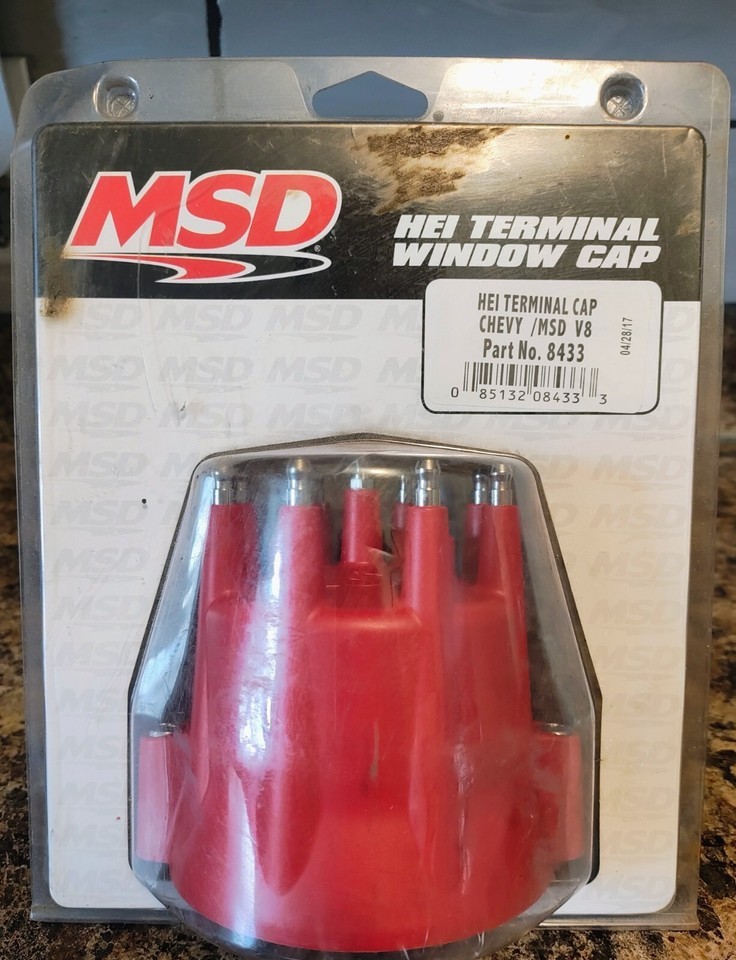 MSD
®
HEI TERMINAL
WINDOW CAP
HEI TERMINAL CAP
CHEVY /MSD V8
Part No. 8433
04/28/17
0 85132 08433 3